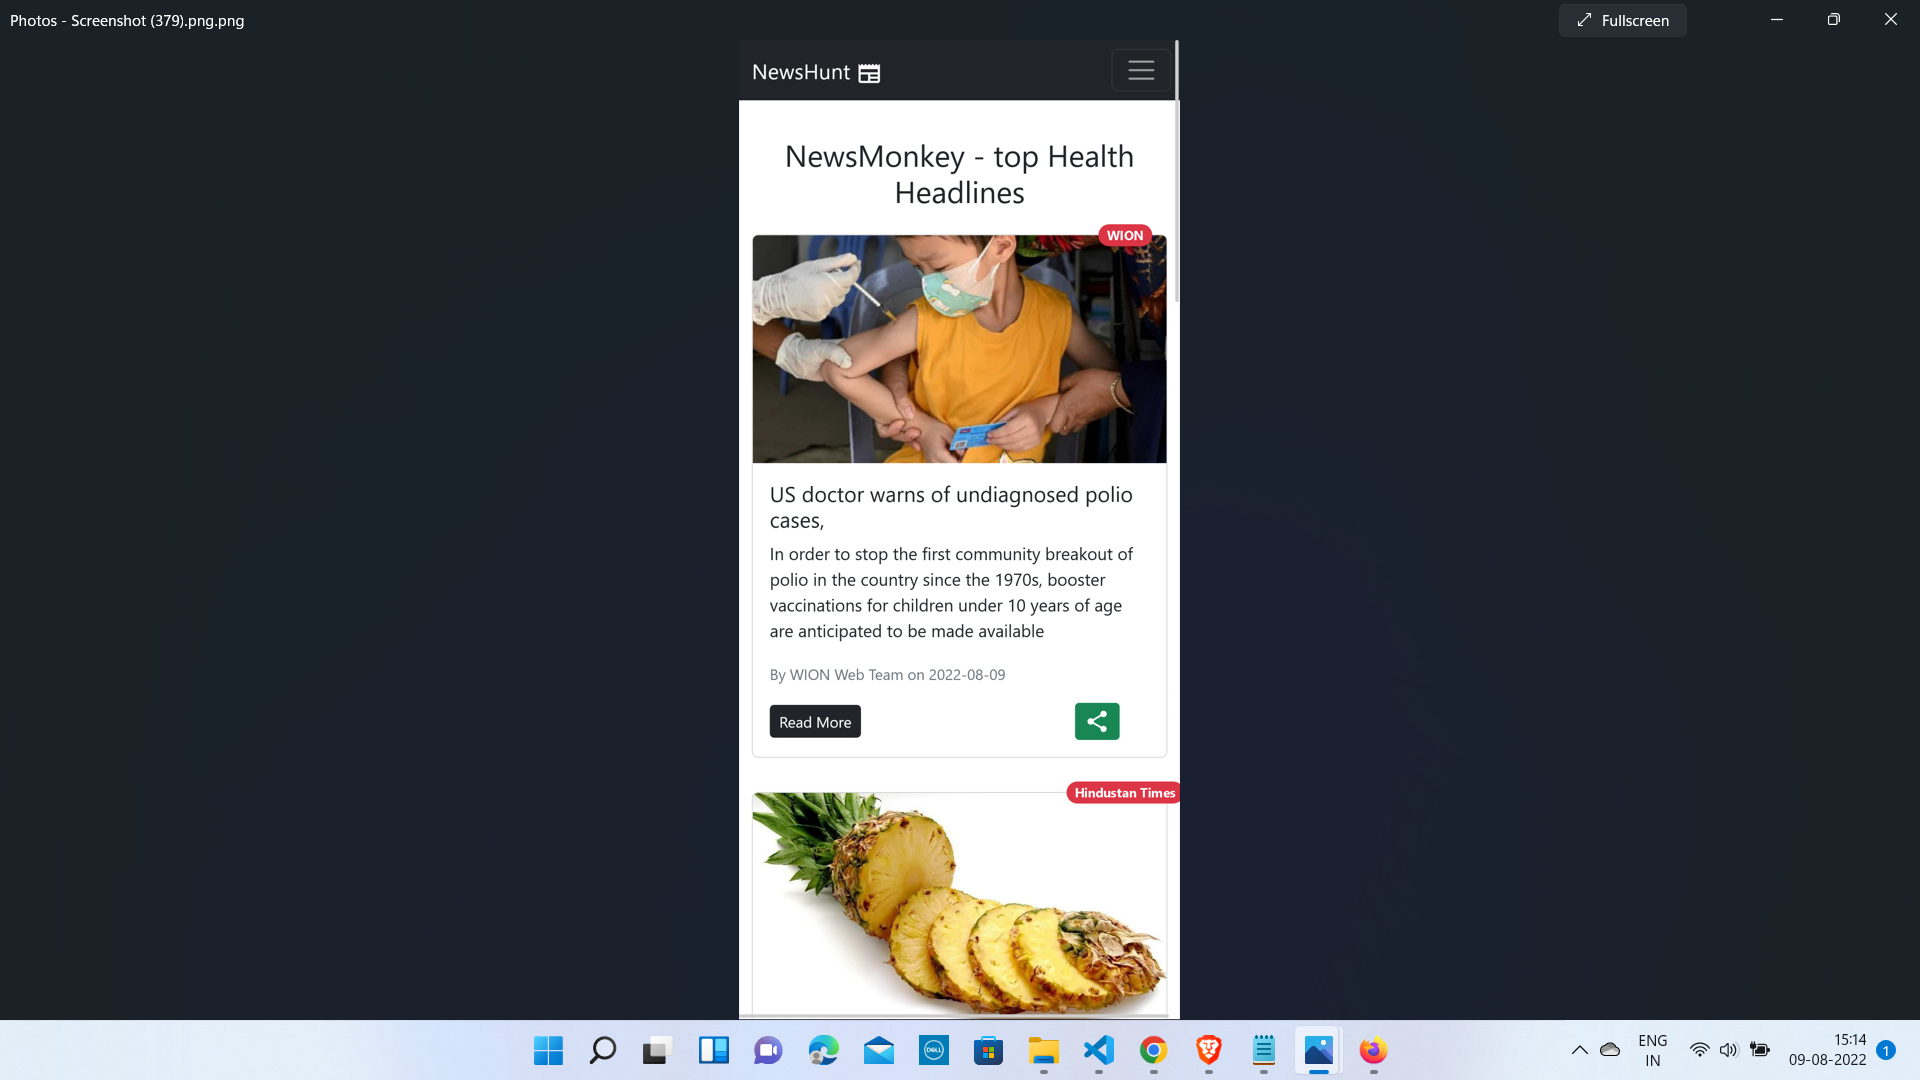 Photos - Screenshot (379).png.png
Fullscreen
NewsHunt
NewsMonkey - top Health
Headlines
WION
US doctor warns of undiagnosed polio
cases,
In order to stop the first community breakout of
polio in the country since the 1970s, booster
vaccinations for children under 10 years of age
are anticipated to be made available
By WION Web Team on 2022-08-09
Read More
Hindustan Times
DELL
ENG
IN
15:14
09-08-2022
1